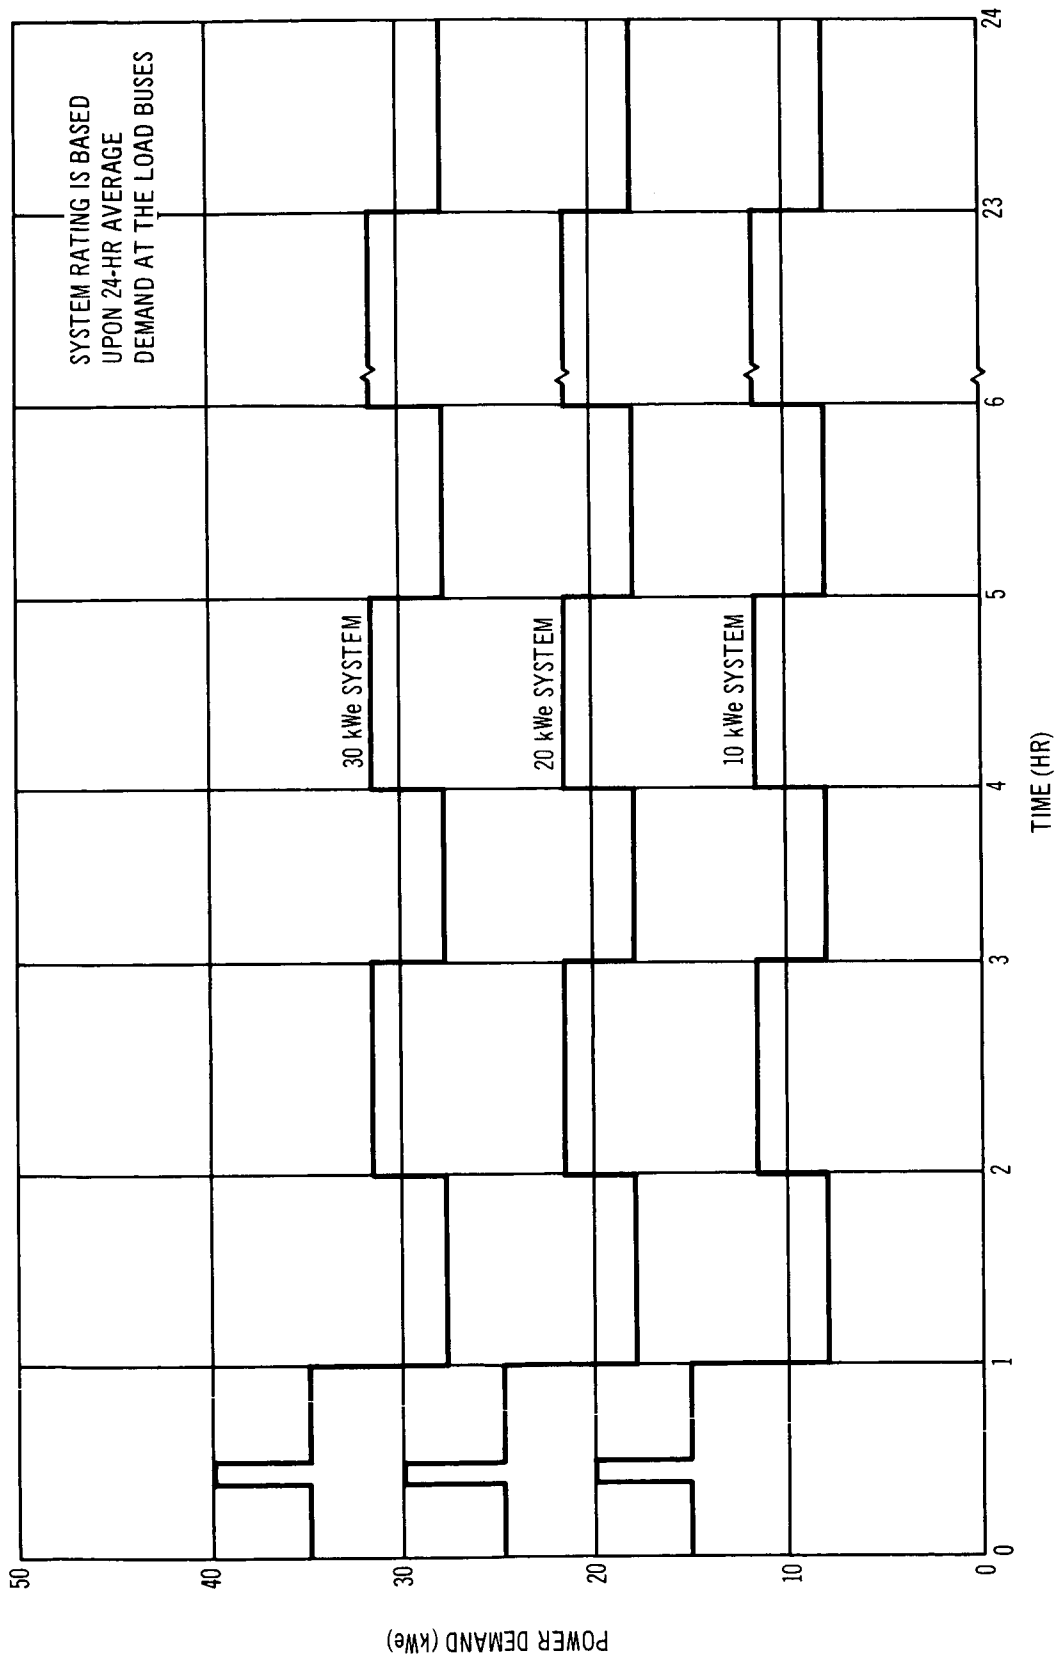 SYSTEM RATING IS BASED
UPON 24-HR AVERAGE
DEMAND AT THE LOAD BUSES
30 kWe SYSTEM
20 kWe SYSTEM
10 kWe SYSTEM
POWER DEMAND (kWe)
50
40
30
20
10
0
0
1
2
3
4
5
6
23
24
TIME (HR)